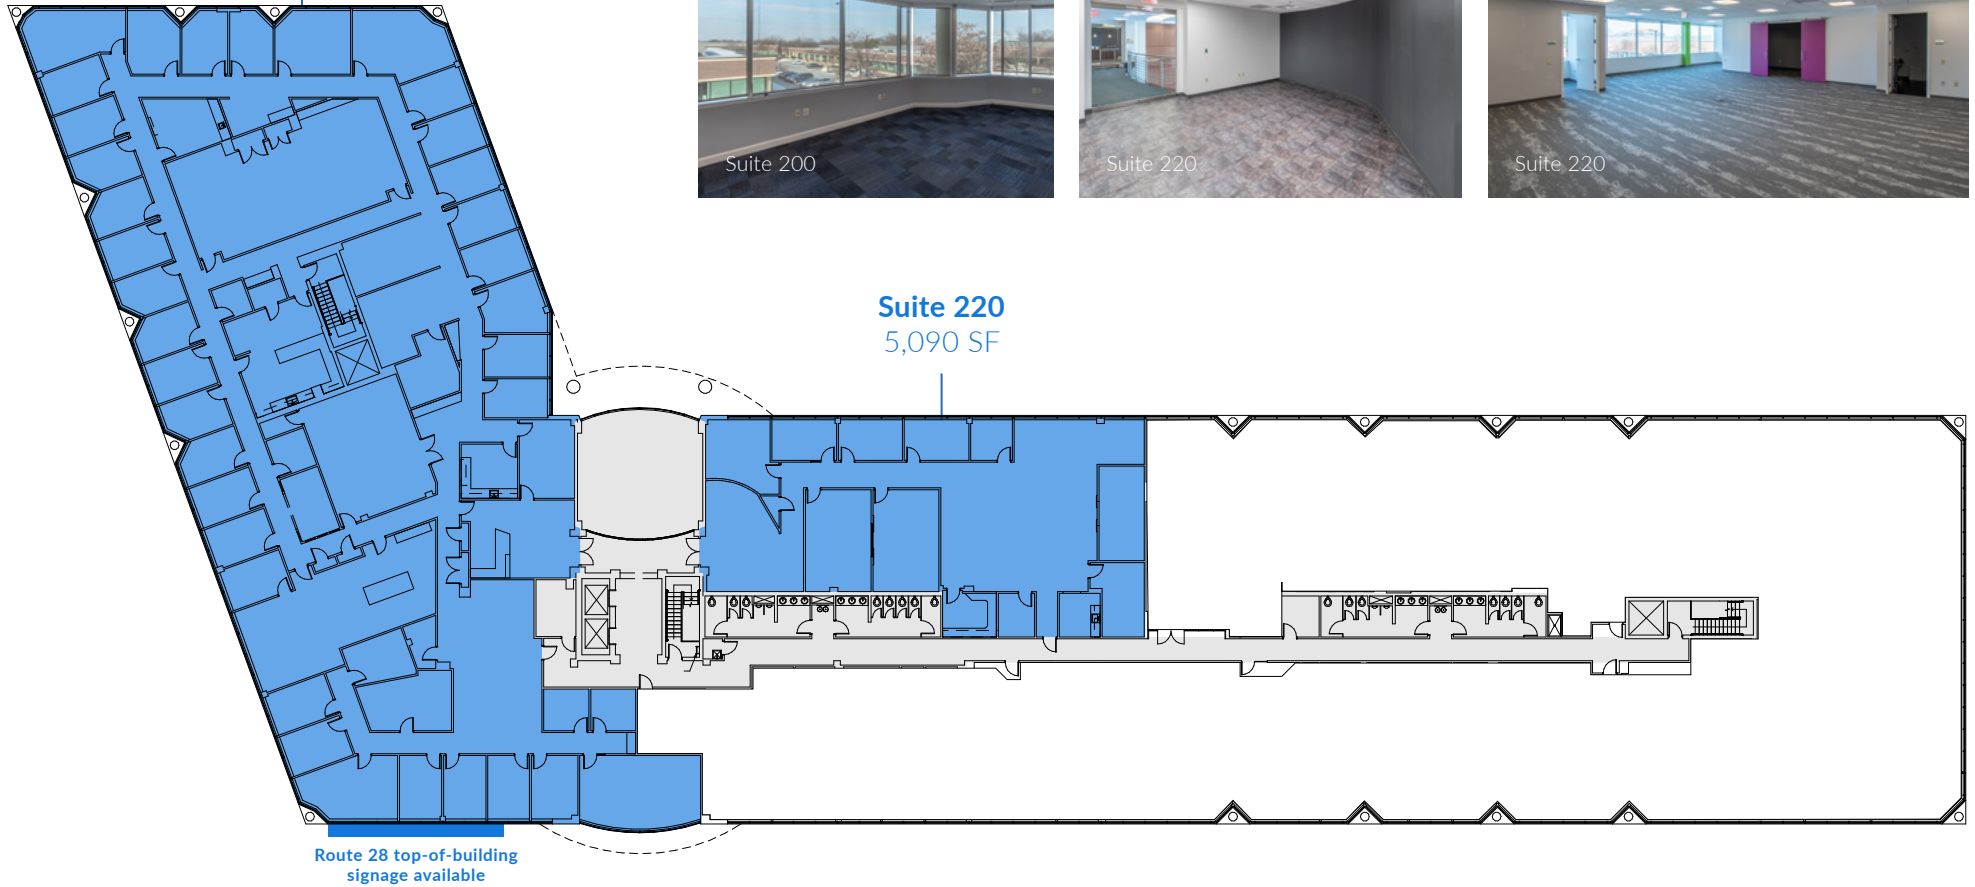 Suite 200
Suite 220
Suite 220
Suite 220
5,090 SF
Route 28 top-of-building
signage available